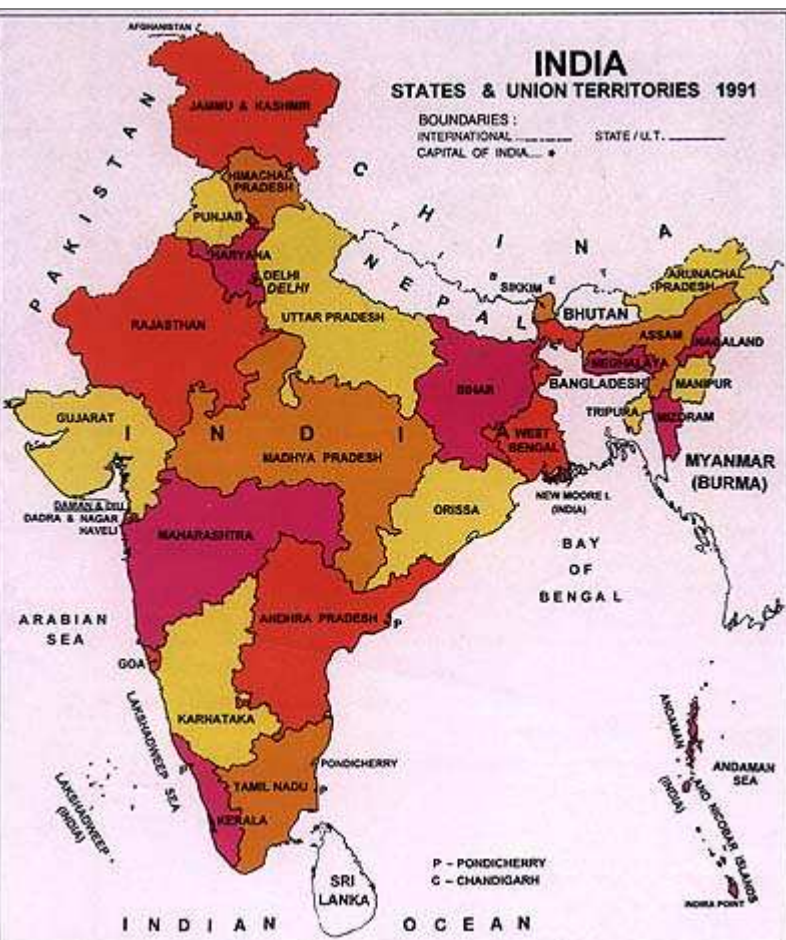 INDIA
STATES & UNION TERRITORIES 1991
BOUNDARIES :
INTERNATIONAL
STATE / U.T.
CAPITAL OF INDIA
AFGHANISTAN
PAKISTAN
CHINA
TIBET
NEPAL
JAMMU & KASHMIR
HIMACHAL
PRADESH
PUNJAB
HARYANA
DELHI
DELHI
RAJASTHAN
UTTAR PRADESH
SIKKIM
BHUTAN
ARUNACHAL
PRADESH
ASSAM
NAGALAND
MEGHALAYA
BANGLADESH
MANIPUR
TRIPURA
MIZORAM
MYANMAR
(BURMA)
BIHAR
WEST
BENGAL
GUJARAT
INDIA
MADHYA PRADESH
DAMAN & DIU
DADRA & NAGAR
HAVELI
MAHARASHTRA
ORISSA
NEW MOORE I.
(INDIA)
BAY
OF
BENGAL
ARABIAN
SEA
ANDHRA PRADESH
P
GOA
KARNATAKA
LAKSHADWEEP SEA
LAKSHADWEEP
(INDIA)
P
PONDICHERRY
TAMIL NADU
P
KERALA
ANDAMAN
AND NICOBAR ISLANDS
(INDIA)
ANDAMAN
SEA
INDIRA POINT
P – PONDICHERRY
C – CHANDIGARH
SRI
LANKA
INDIAN OCEAN